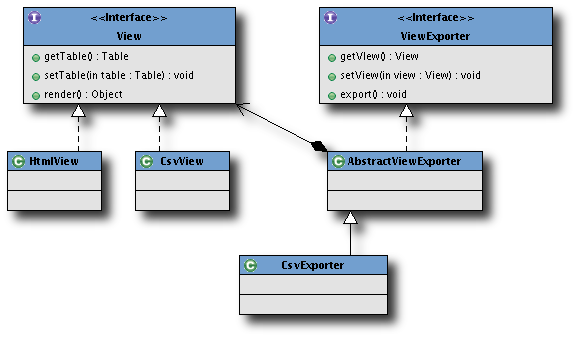 <<Interface>>
View
getTable() : Table
setTable(in table : Table) : void
render() : Object
<<Interface>>
ViewExporter
getView() : View
setView(in view : View) : void
export() : void
HtmlView
CsvView
AbstractViewExporter
CsvExporter